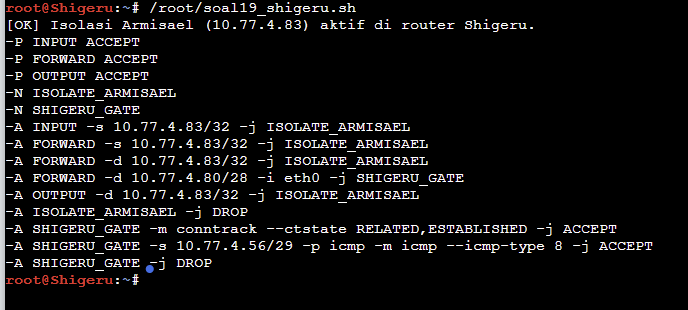 root@Shigeru:~# /root/soal19_shigeru.sh
[OK] Isolasi Armisael (10.77.4.83) aktif di router Shigeru.
-P INPUT ACCEPT
-P FORWARD ACCEPT
-P OUTPUT ACCEPT
-N ISOLATE_ARMISAEL
-N SHIGERU_GATE
-A INPUT -s 10.77.4.83/32 -j ISOLATE_ARMISAEL
-A FORWARD -s 10.77.4.83/32 -j ISOLATE_ARMISAEL
-A FORWARD -d 10.77.4.83/32 -j ISOLATE_ARMISAEL
-A FORWARD -d 10.77.4.80/28 -i eth0 -j SHIGERU_GATE
-A OUTPUT -d 10.77.4.83/32 -j ISOLATE_ARMISAEL
-A ISOLATE_ARMISAEL -j DROP
-A SHIGERU_GATE -m conntrack --ctstate RELATED,ESTABLISHED -j ACCEPT
-A SHIGERU_GATE -s 10.77.4.56/29 -p icmp -m icmp --icmp-type 8 -j ACCEPT
-A SHIGERU_GATE -j DROP
root@Shigeru:~#